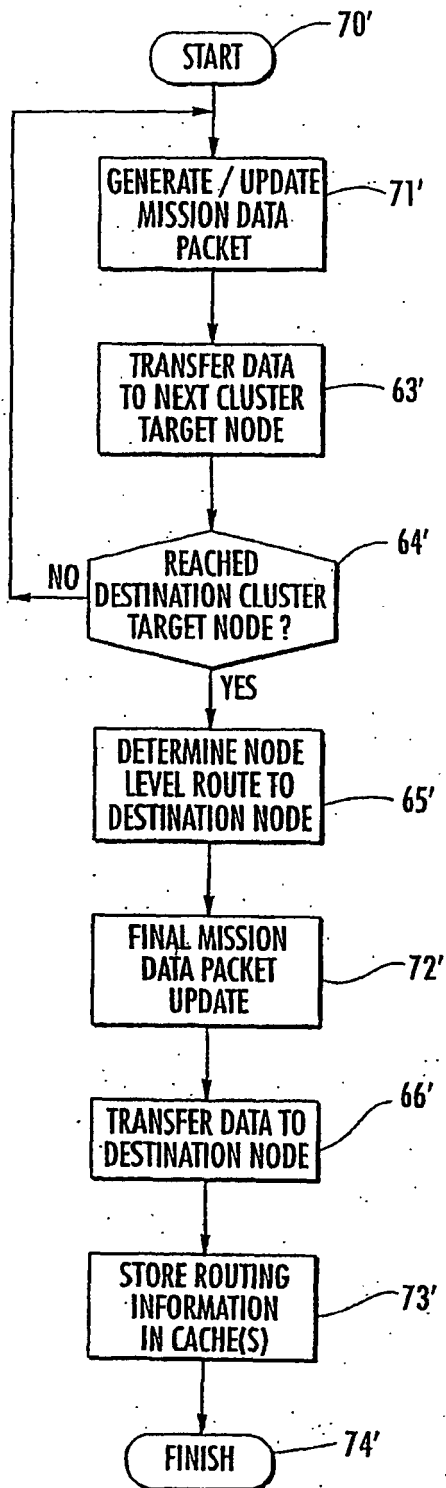 START
70'
GENERATE / UPDATE
MISSION DATA
PACKET
71'
TRANSFER DATA
TO NEXT CLUSTER
TARGET NODE
63'
REACHED
DESTINATION CLUSTER
TARGET NODE ?
64'
NO
YES
DETERMINE NODE
LEVEL ROUTE TO
DESTINATION NODE
65'
FINAL MISSION
DATA PACKET
UPDATE
72'
TRANSFER DATA TO
DESTINATION NODE
66'
STORE ROUTING
INFORMATION
IN CACHE(S)
73'
FINISH
74'